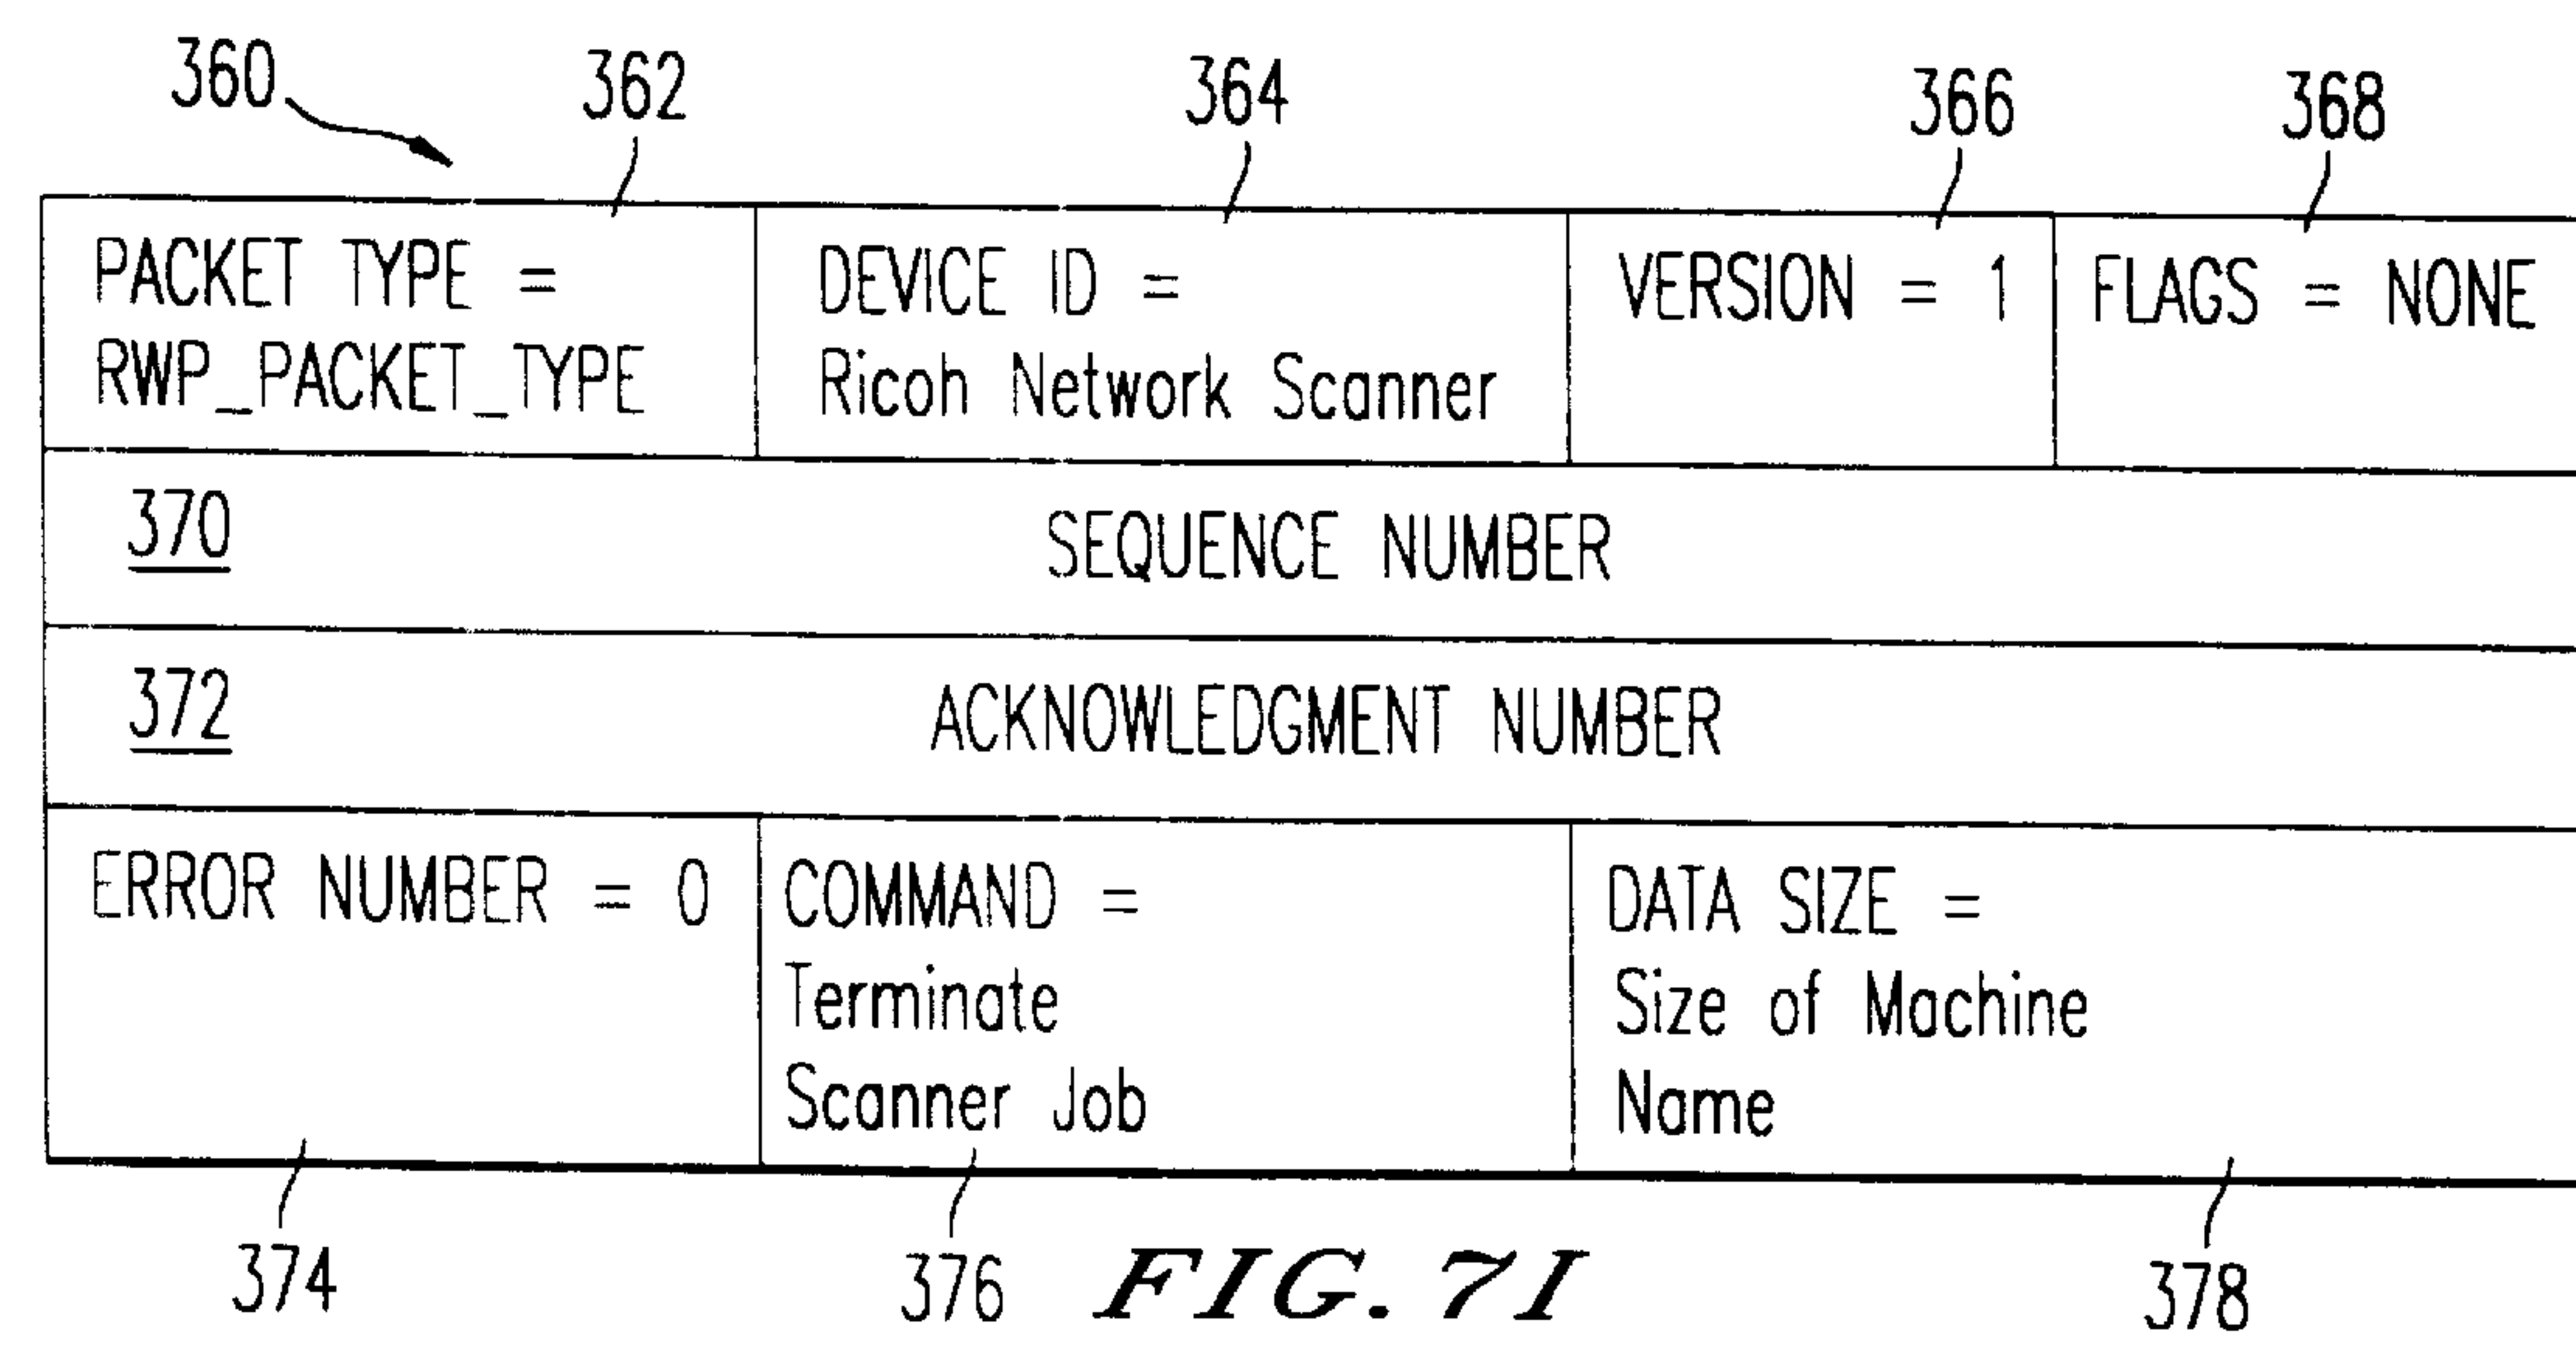 360
362
364
366
368
PACKET TYPE =
RWP_PACKET_TYPE
DEVICE ID =
Ricoh Network Scanner
VERSION = 1
FLAGS = NONE
370
SEQUENCE NUMBER
372
ACKNOWLEDGMENT NUMBER
ERROR NUMBER = 0
COMMAND =
Terminate
Scanner Job
DATA SIZE =
Size of Machine
Name
374
376
378
FIG. 7I